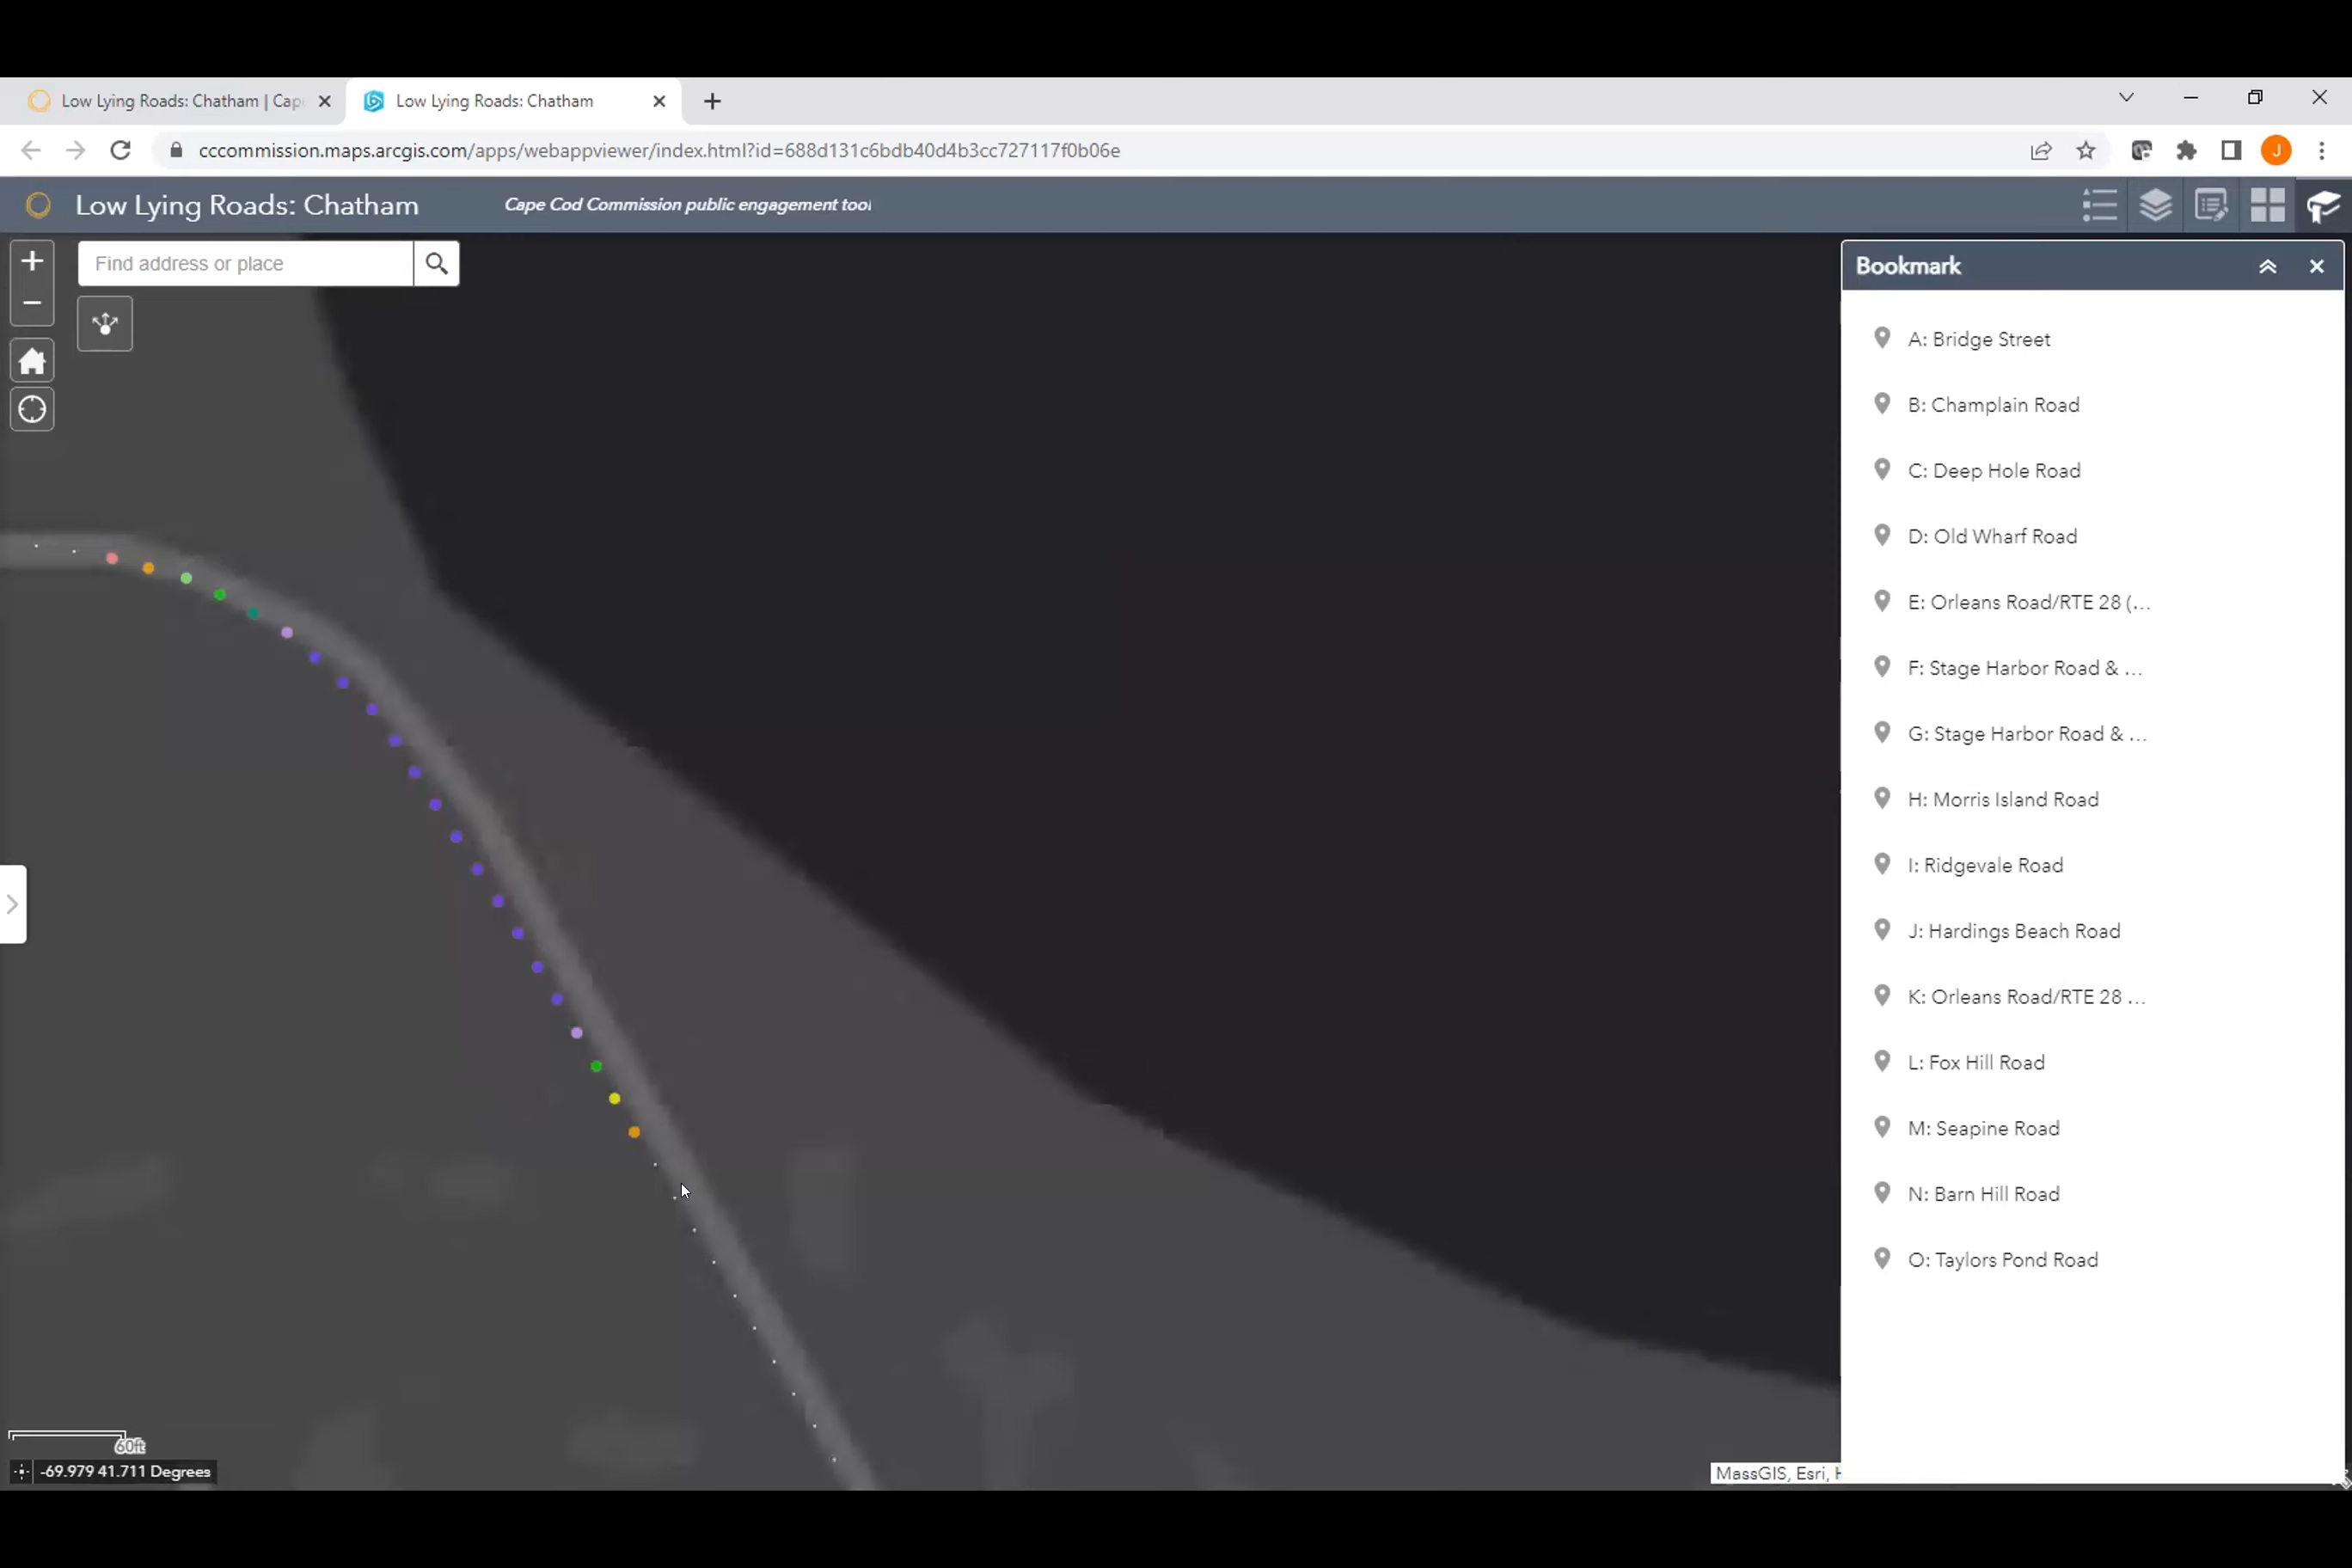 Low Lying Roads: Chatham | Cap
Low Lying Roads: Chatham
cccommission.maps.arcgis.com/apps/webappviewer/index.html?id=688d131c6bdb40d4b3cc727117f0b06e
J
Low Lying Roads: Chatham
Cape Cod Commission public engagement tool
Find address or place
Bookmark
A: Bridge Street
B: Champlain Road
C: Deep Hole Road
D: Old Wharf Road
E: Orleans Road/RTE 28 (...
F: Stage Harbor Road & ...
G: Stage Harbor Road & ...
H: Morris Island Road
I: Ridgevale Road
J: Hardings Beach Road
K: Orleans Road/RTE 28 ...
L: Fox Hill Road
M: Seapine Road
N: Barn Hill Road
O: Taylors Pond Road
60ft
-69.979 41.711 Degrees
MassGIS, Esri, H